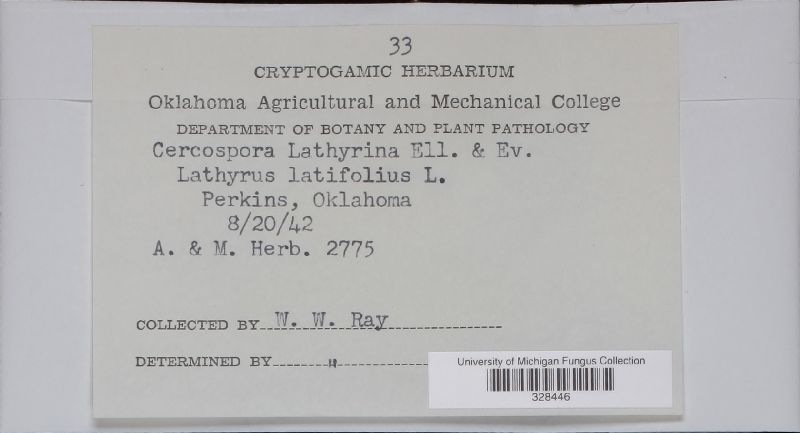 33
CRYPTOGAMIC HERBARIUM
Oklahoma Agricultural and Mechanical College
DEPARTMENT OF BOTANY AND PLANT PATHOLOGY
Cercospora Lathyrina Ell. & Ev.
Lathyrus latifolius L.
Perkins, Oklahoma
8/20/42
A. & M. Herb. 2775
COLLECTED BY W. W. Ray
DETERMINED BY "
University of Michigan Fungus Collection
328446